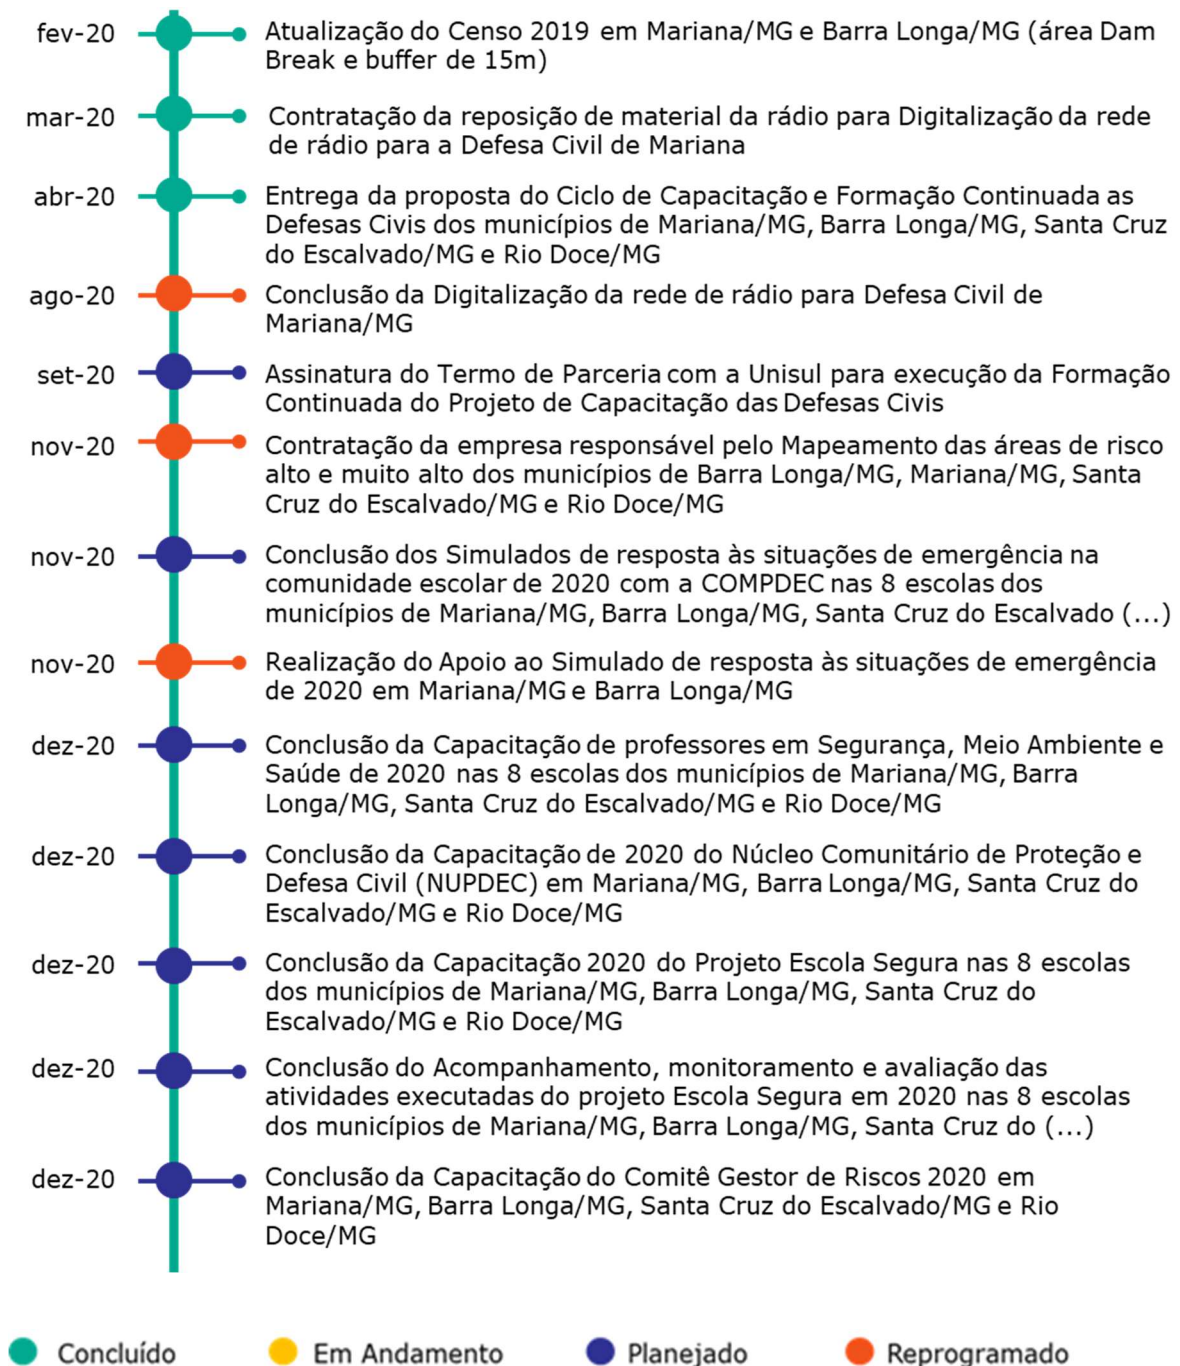 fev-20
Atualização do Censo 2019 em Mariana/MG e Barra Longa/MG (área Dam
Break e buffer de 15m)
mar-20
Contratação da reposição de material da rádio para Digitalização da rede
de rádio para a Defesa Civil de Mariana
abr-20
Entrega da proposta do Ciclo de Capacitação e Formação Continuada as
Defesas Civis dos municípios de Mariana/MG, Barra Longa/MG, Santa Cruz
do Escalvado/MG e Rio Doce/MG
ago-20
Conclusão da Digitalização da rede de rádio para Defesa Civil de
Mariana/MG
set-20
Assinatura do Termo de Parceria com a Unisul para execução da Formação
Continuada do Projeto de Capacitação das Defesas Civis
nov-20
Contratação da empresa responsável pelo Mapeamento das áreas de risco
alto e muito alto dos municípios de Barra Longa/MG, Mariana/MG, Santa
Cruz do Escalvado/MG e Rio Doce/MG
nov-20
Conclusão dos Simulados de resposta às situações de emergência na
comunidade escolar de 2020 com a COMPDEC nas 8 escolas dos
municípios de Mariana/MG, Barra Longa/MG, Santa Cruz do Escalvado (...)
nov-20
Realização do Apoio ao Simulado de resposta às situações de emergência
de 2020 em Mariana/MG e Barra Longa/MG
dez-20
Conclusão da Capacitação de professores em Segurança, Meio Ambiente e
Saúde de 2020 nas 8 escolas dos municípios de Mariana/MG, Barra
Longa/MG, Santa Cruz do Escalvado/MG e Rio Doce/MG
dez-20
Conclusão da Capacitação de 2020 do Núcleo Comunitário de Proteção e
Defesa Civil (NUPDEC) em Mariana/MG, Barra Longa/MG, Santa Cruz do
Escalvado/MG e Rio Doce/MG
dez-20
Conclusão da Capacitação 2020 do Projeto Escola Segura nas 8 escolas
dos municípios de Mariana/MG, Barra Longa/MG, Santa Cruz do
Escalvado/MG e Rio Doce/MG
dez-20
Conclusão do Acompanhamento, monitoramento e avaliação das
atividades executadas do projeto Escola Segura em 2020 nas 8 escolas
dos municípios de Mariana/MG, Barra Longa/MG, Santa Cruz do (...)
dez-20
Conclusão da Capacitação do Comitê Gestor de Riscos 2020 em
Mariana/MG, Barra Longa/MG, Santa Cruz do Escalvado/MG e Rio
Doce/MG
Concluído Em Andamento Planejado Reprogramado